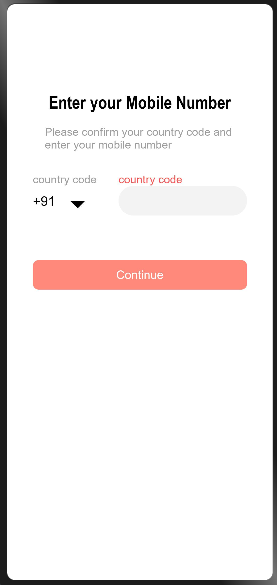 Enter your Mobile Number
Please confirm your country code and
enter your mobile number
country code country code
+91
Continue